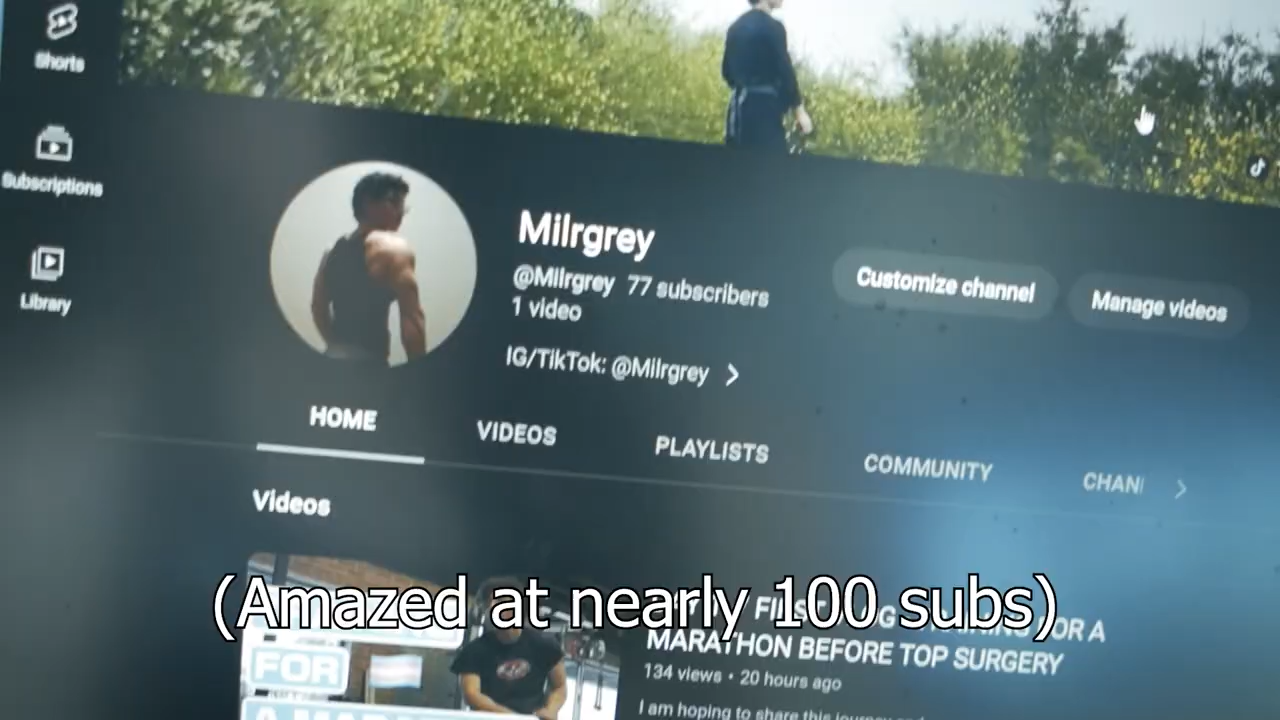 Shorts
Subscriptions
Library
Milrgrey
@Milrgrey 77 subscribers
1 video
IG/TikTok: @Milrgrey
Customize channel
Manage videos
HOME
VIDEOS
PLAYLISTS
COMMUNITY
CHAN
Videos
(Amazed at nearly 100 subs)
FOR A
MARATHON BEFORE TOP SURGERY
134 views • 20 hours ago
I am hoping to share this journey
FOR